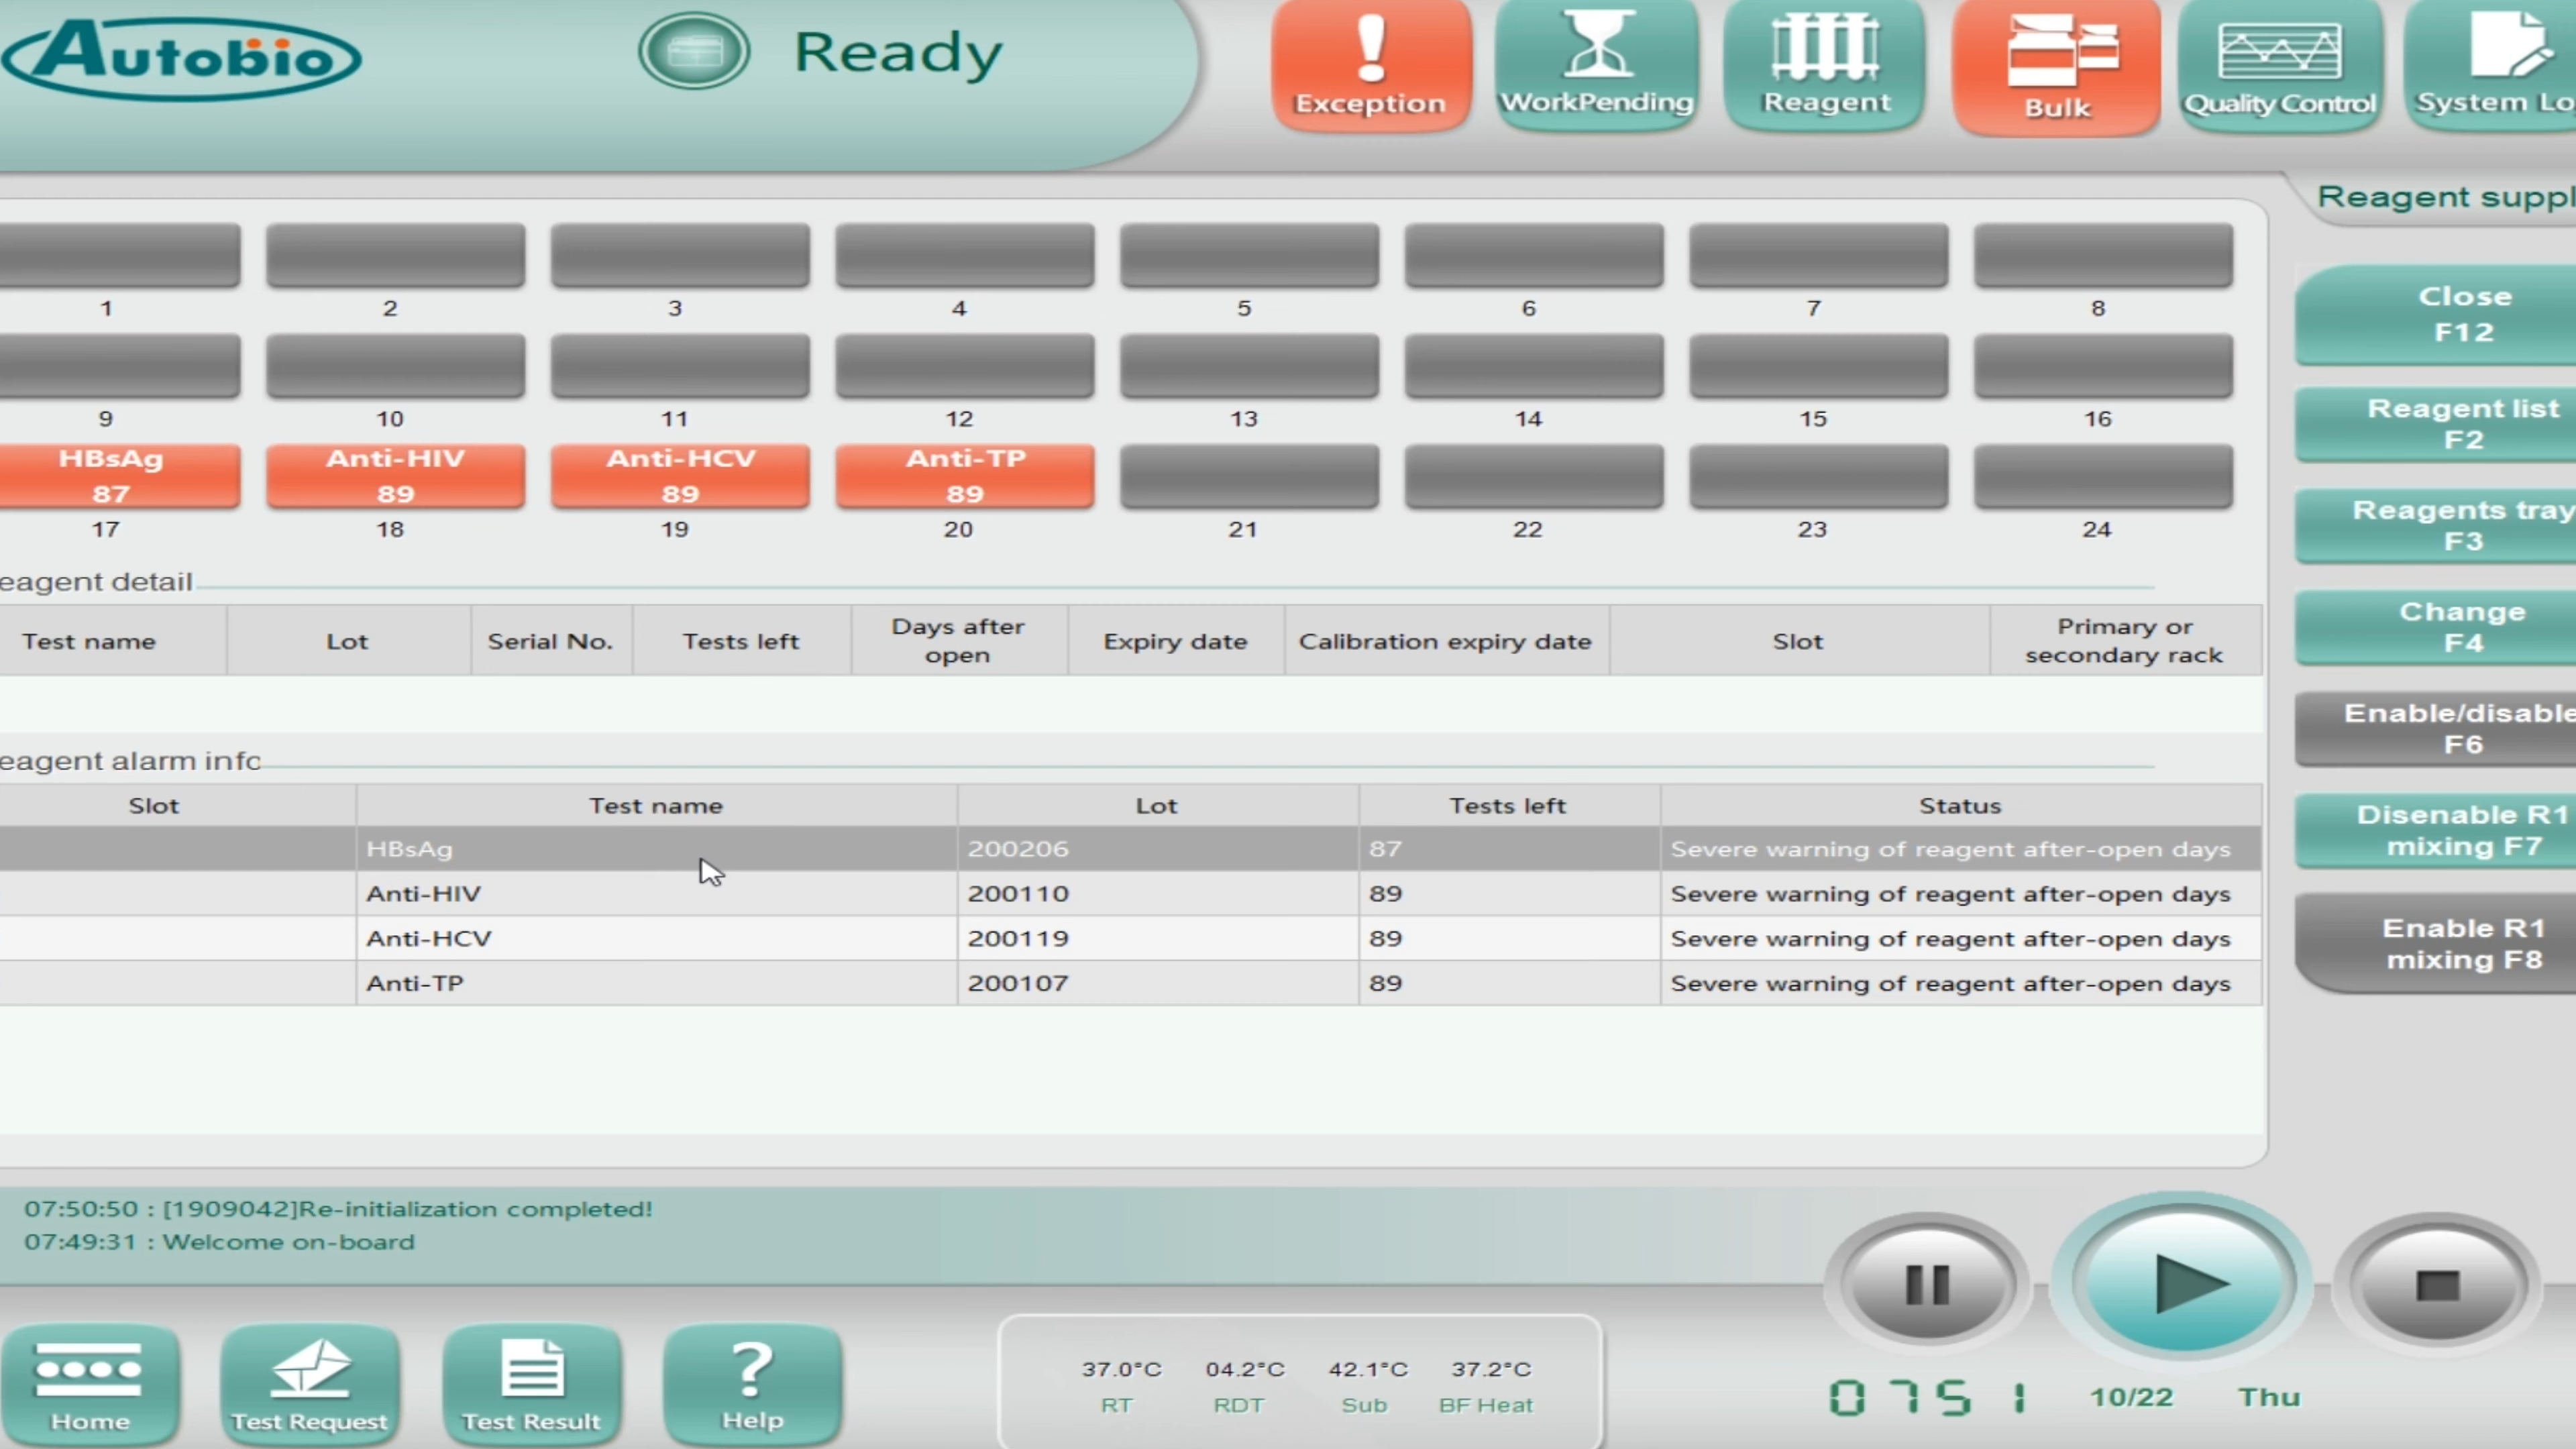 Autobio
Ready
Exception
WorkPending
Reagent
Bulk
Quality Control
System Lo
Reagent suppl
1 2 3 4 5 6 7 8
9 10 11 12 13 14 15 16
HBsAg Anti-HIV Anti-HCV Anti-TP
87 89 89 89
17 18 19 20 21 22 23 24
Close
F12
Reagent list
F2
Reagents tray
F3
Change
F4
Enable/disable
F6
Disenable R1
mixing F7
Enable R1
mixing F8
eagent detail
Test name Lot Serial No. Tests left Days after open Expiry date Calibration expiry date Slot Primary or secondary rack
eagent alarm info
Slot Test name Lot Tests left Status
HBsAg 200206 87 Severe warning of reagent after-open days
Anti-HIV 200110 89 Severe warning of reagent after-open days
Anti-HCV 200119 89 Severe warning of reagent after-open days
Anti-TP 200107 89 Severe warning of reagent after-open days
07:50:50 : [1909042]Re-initialization completed!
07:49:31 : Welcome on-board
Home
Test Request
Test Result
Help
37.0°C 04.2°C 42.1°C 37.2°C
RT RDT Sub BF Heat
0751 10/22 Thu